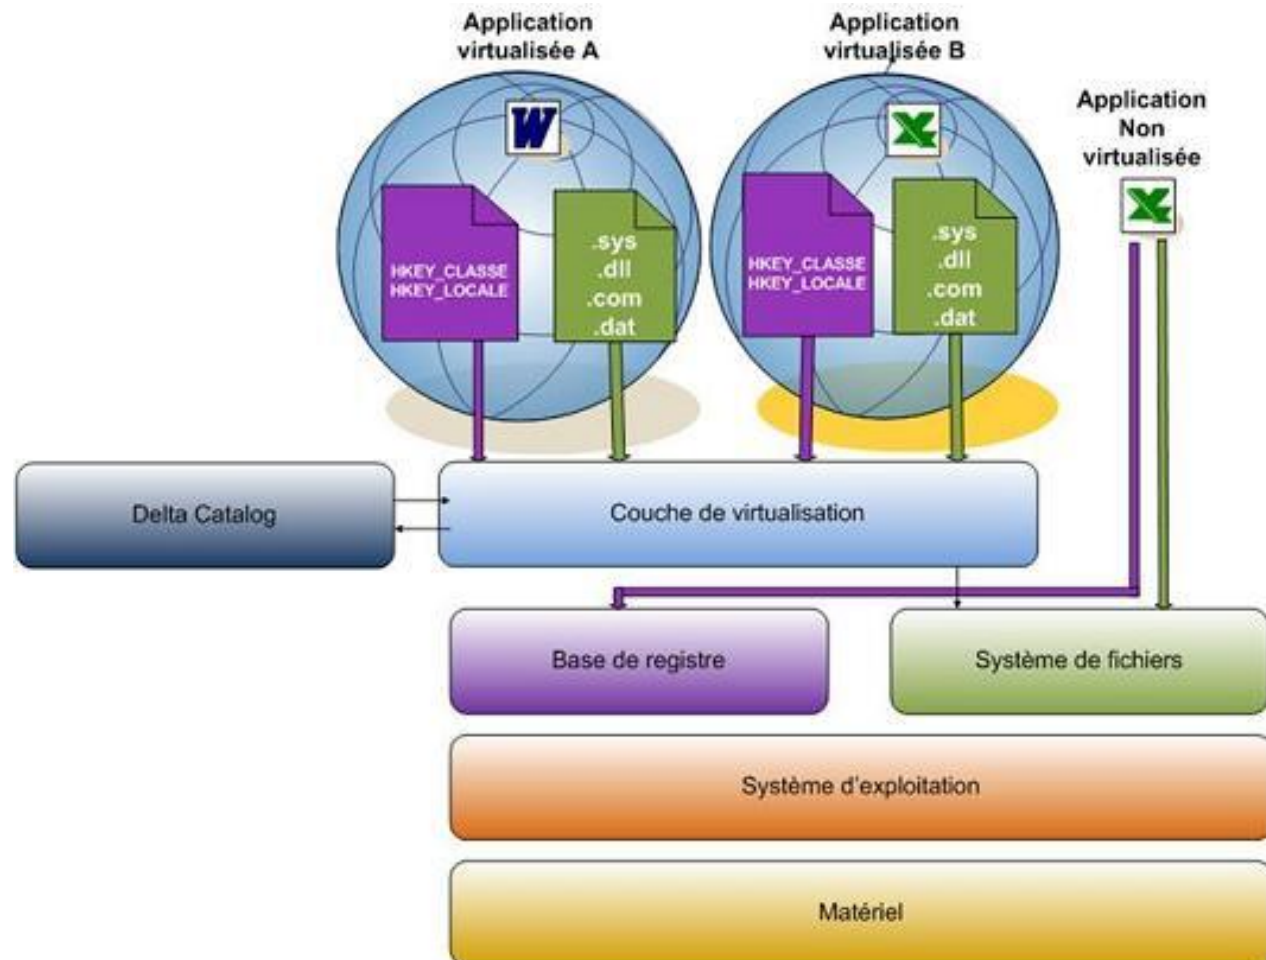 Application
virtualisée A
Application
virtualisée B
Application
Non
virtualisée
W
X
X
HKEY_CLASSE
HKEY_LOCALE
.sys
.dll
.com
.dat
HKEY_CLASSE
HKEY_LOCALE
.sys
.dll
.com
.dat
Delta Catalog
Couche de virtualisation
Base de registre
Système de fichiers
Système d'exploitation
Matériel